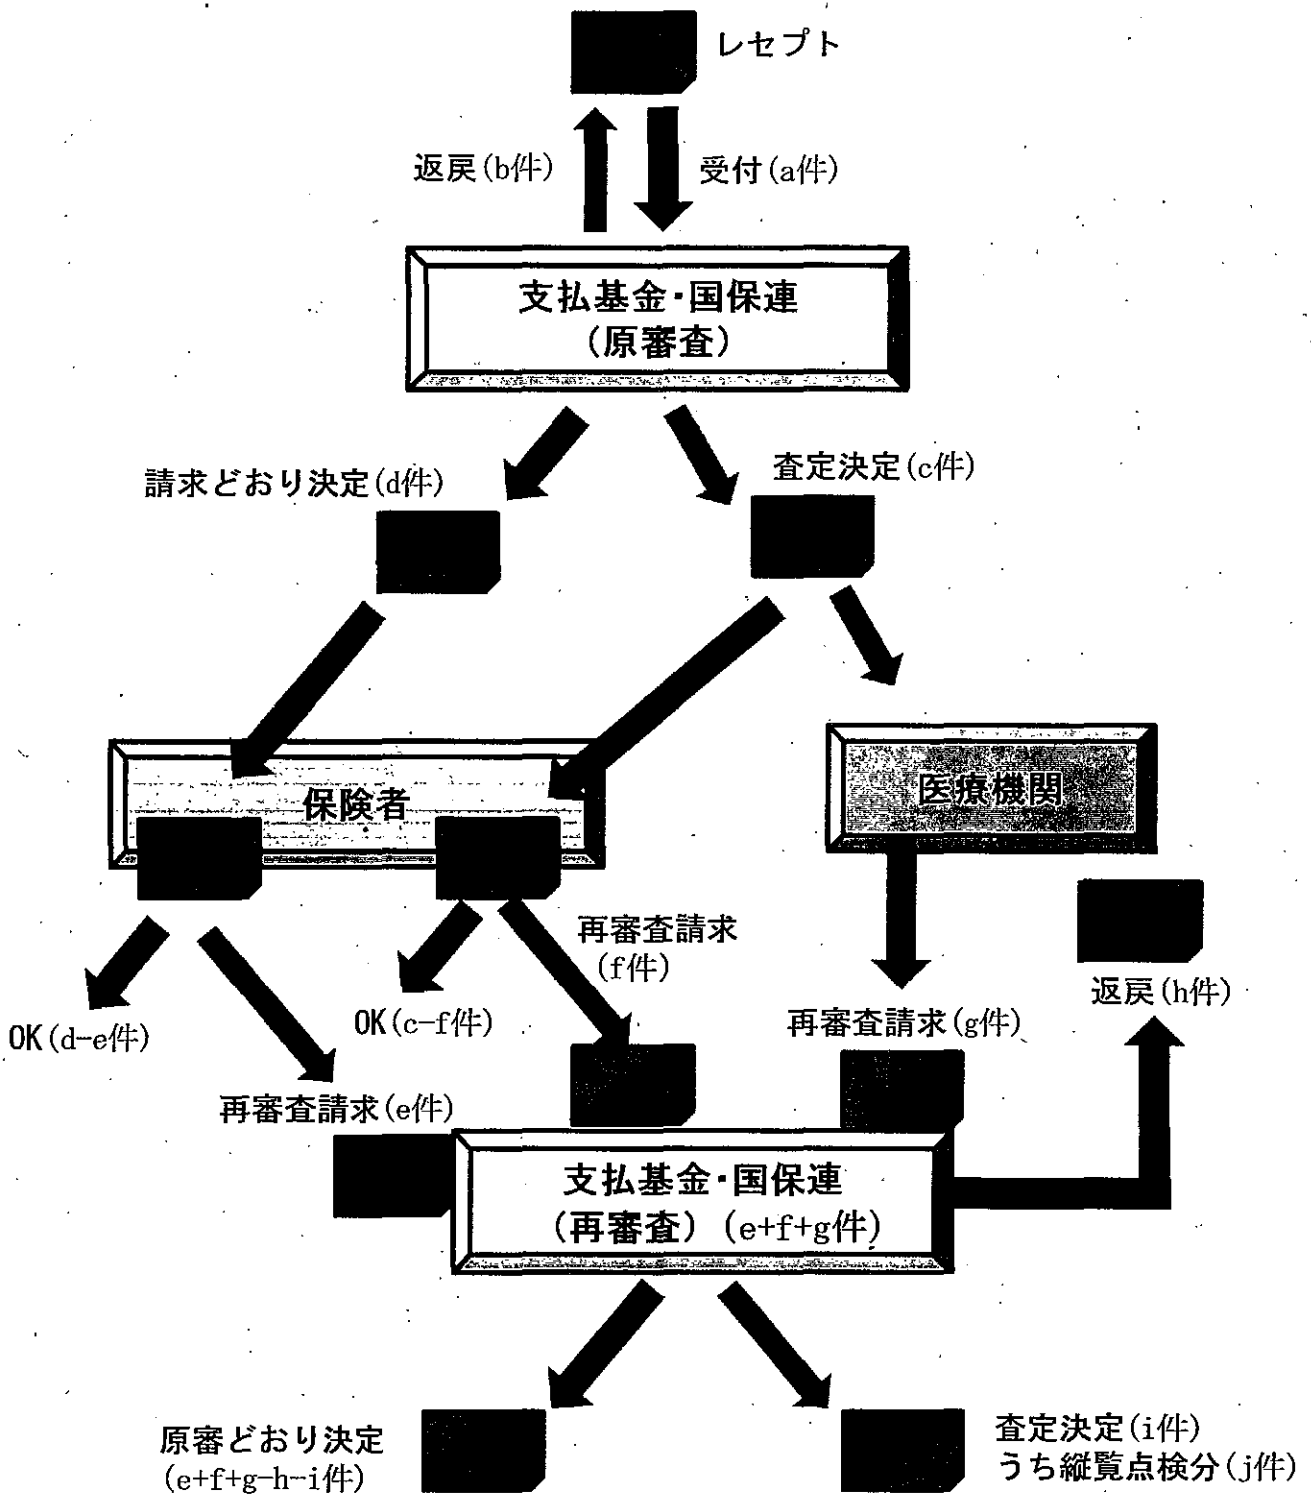 レセプト
返戻(b件)
受付(a件)
支払基金・国保連
(原審査)
請求どおり決定(d件)
査定決定(c件)
保険者
医療機関
再審査請求
(f件)
返戻(h件)
OK(d-e件)
OK(c-f件)
再審査請求(g件)
再審査請求(e件)
支払基金・国保連
(再審査)(e+f+g件)
原審どおり決定
(e+f+g-h-i件)
査定決定(i件)
うち縦覧点検分(j件)